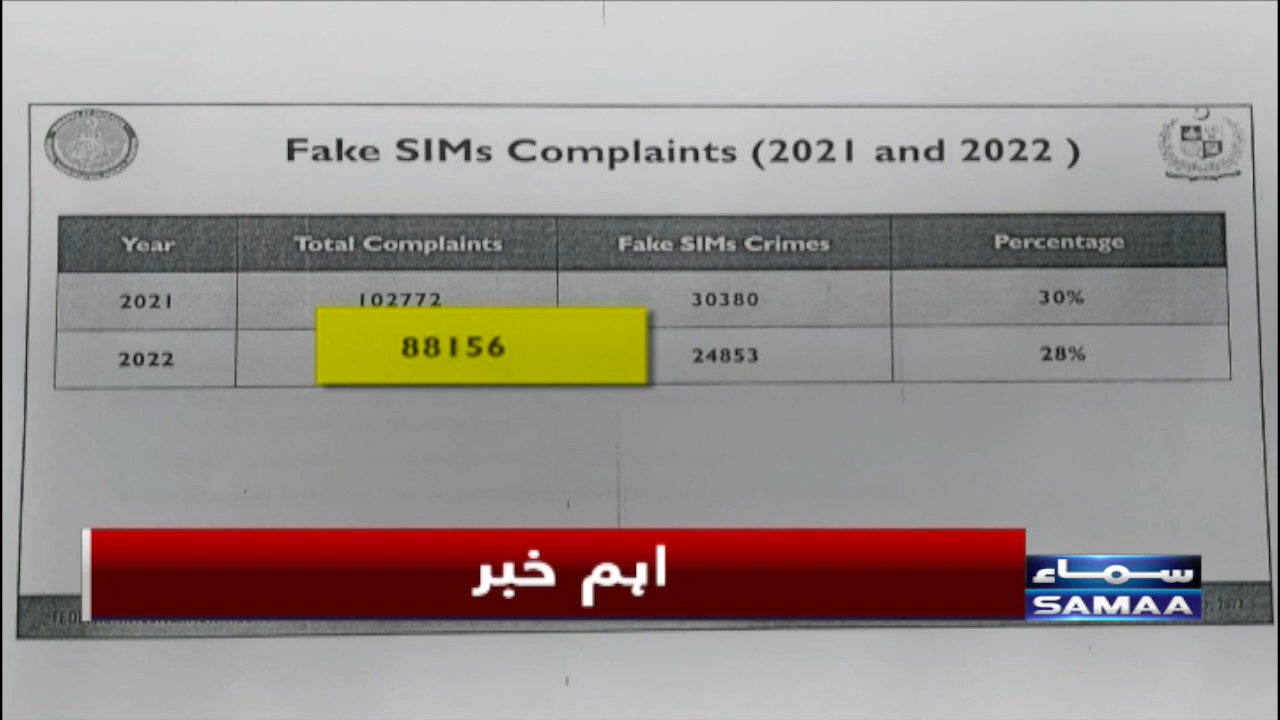 Fake SIMs Complaints (2021 and 2022 )
Year Total Complaints Fake SIMs Crimes Percentage
2021 102772 30380 30%
2022 88156 24853 28%
اہم خبر
سماء
SAMAA